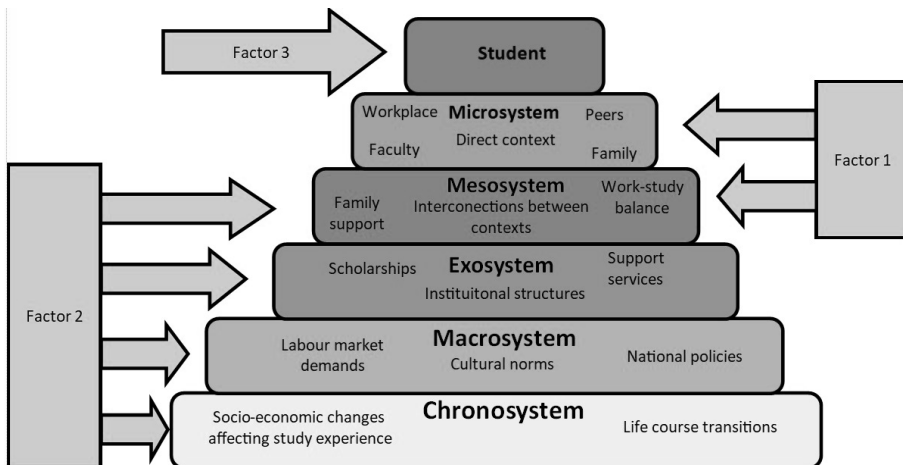 Factor 3
Student
Workplace
Microsystem
Peers
Direct context
Faculty
Family
Factor 1
Mesosystem
Work-study
balance
Family
support
Interconections between
contexts
Exosystem
Support
services
Scholarships
Instituitonal structures
Factor 2
Macrosystem
Labour market
demands
Cultural norms
National policies
Chronosystem
Socio-economic changes
affecting study experience
Life course transitions